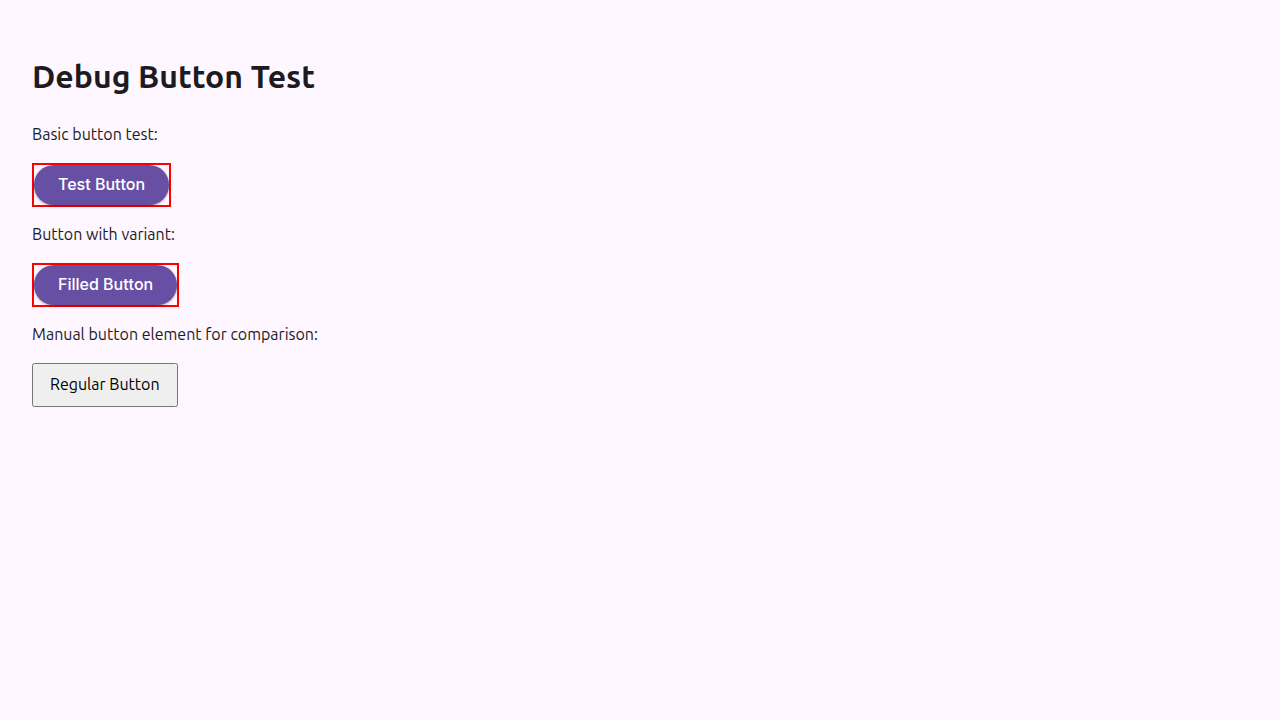 Debug Button Test
Basic button test:
Test Button
Button with variant:
Filled Button
Manual button element for comparison:
Regular Button